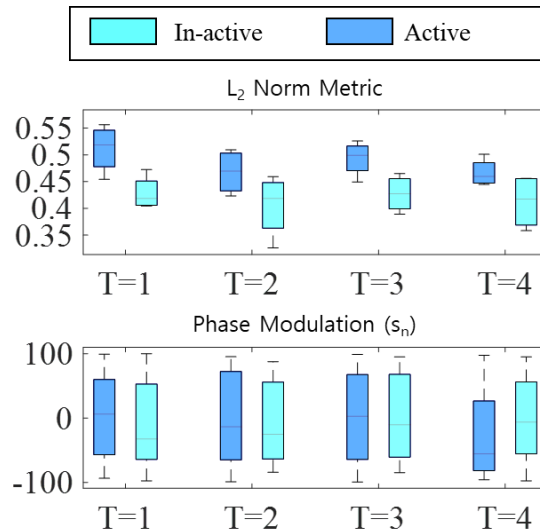 In-active Active
L₂ Norm Metric
0.55
0.5
0.45
0.4
0.35
T=1 T=2 T=3 T=4
Phase Modulation (sₙ)
100
0
-100
T=1 T=2 T=3 T=4